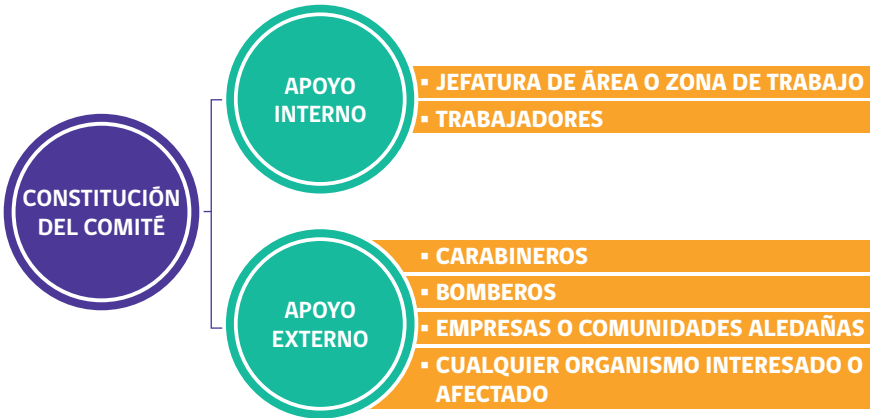 CONSTITUCIÓN
DEL COMITÉ
APOYO
INTERNO
▪ JEFATURA DE ÁREA O ZONA DE TRABAJO
▪ TRABAJADORES
APOYO
EXTERNO
▪ CARABINEROS
▪ BOMBEROS
▪ EMPRESAS O COMUNIDADES ALEDAÑAS
▪ CUALQUIER ORGANISMO INTERESADO O
AFECTADO